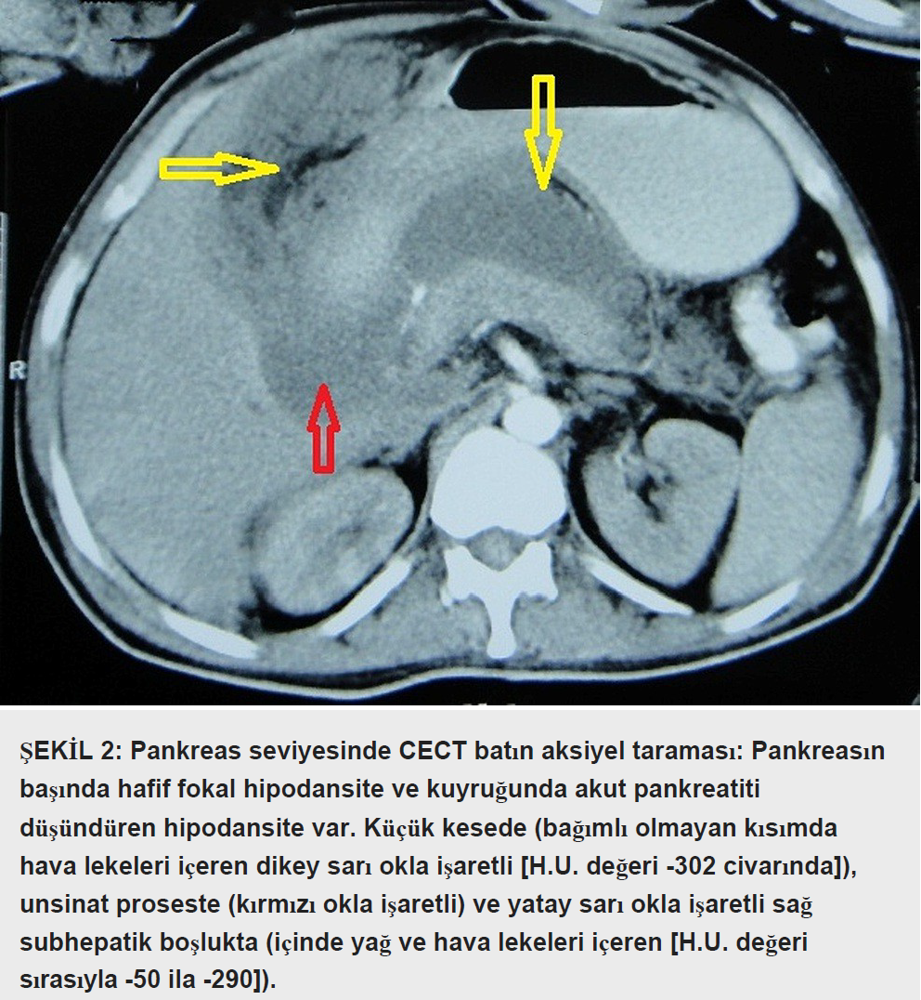 R
ŞEKİL 2: Pankreas seviyesinde CECT batın aksiyel taraması: Pankreasın
başında hafif fokal hipodansite ve kuyruğunda akut pankreatiti
düşündüren hipodansite var. Küçük kesede (bağımlı olmayan kısımda
hava lekeleri içeren dikey sarı okla işaretli [H.U. değeri -302 civarında]),
unsinat proseste (kırmızı okla işaretli) ve yatay sarı okla işaretli sağ
subhepatik boşlukta (içinde yağ ve hava lekeleri içeren [H.U. değeri
sırasıyla -50 ila -290]).